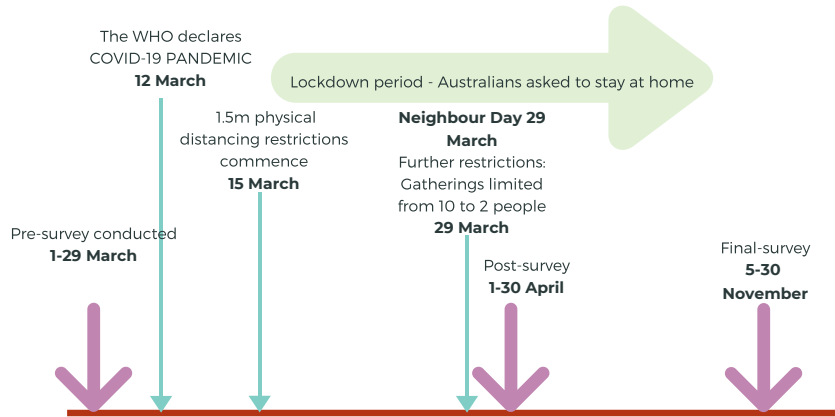 The WHO declares
COVID-19 PANDEMIC
12 March
Lockdown period - Australians asked to stay at home
1.5m physical
distancing restrictions
commence
15 March
Neighbour Day 29
March
Further restrictions:
Gatherings limited
from 10 to 2 people
29 March
Pre-survey conducted
1-29 March
Post-survey
1-30 April
Final-survey
5-30
November